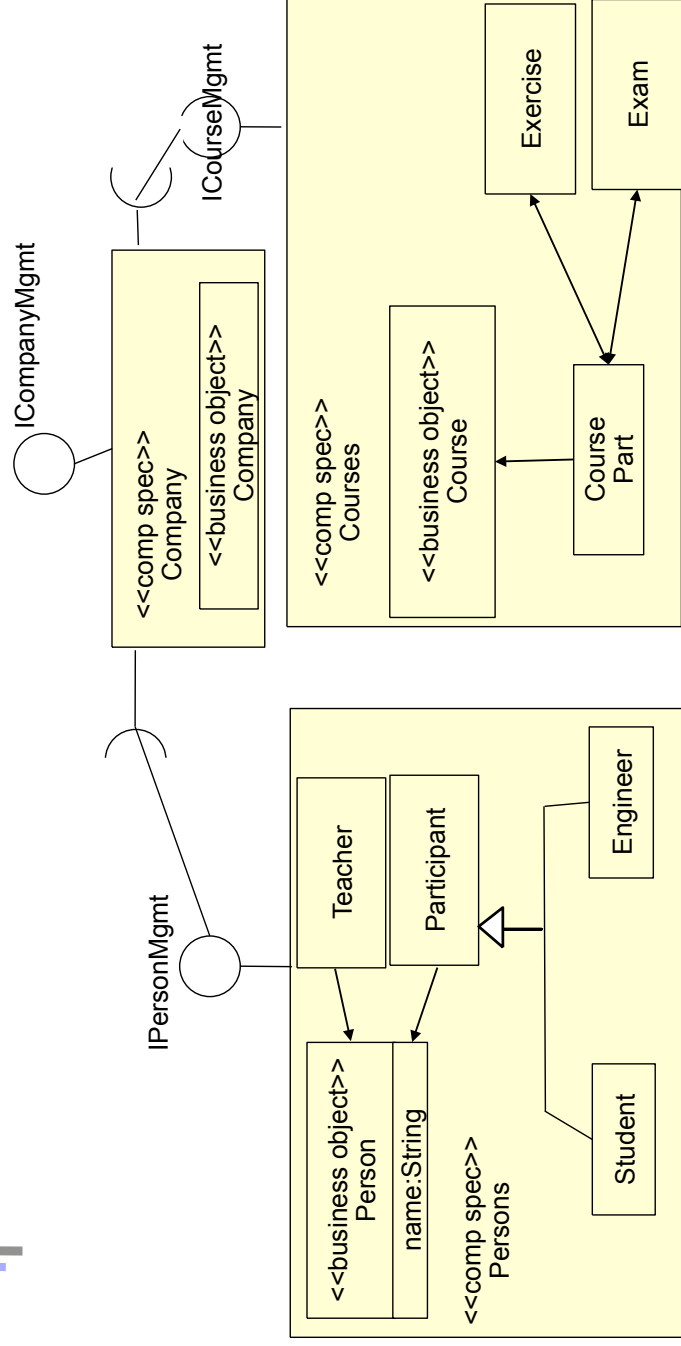 ICompanyMgmt
<<comp spec>>
Company
<<business object>>
Company
IPersonMgmt
ICourseMgmt
<<business object>>
Person
name:String
Teacher
Participant
<<comp spec>>
Persons
Student
Engineer
<<comp spec>>
Courses
<<business object>>
Course
Course
Part
Exercise
Exam